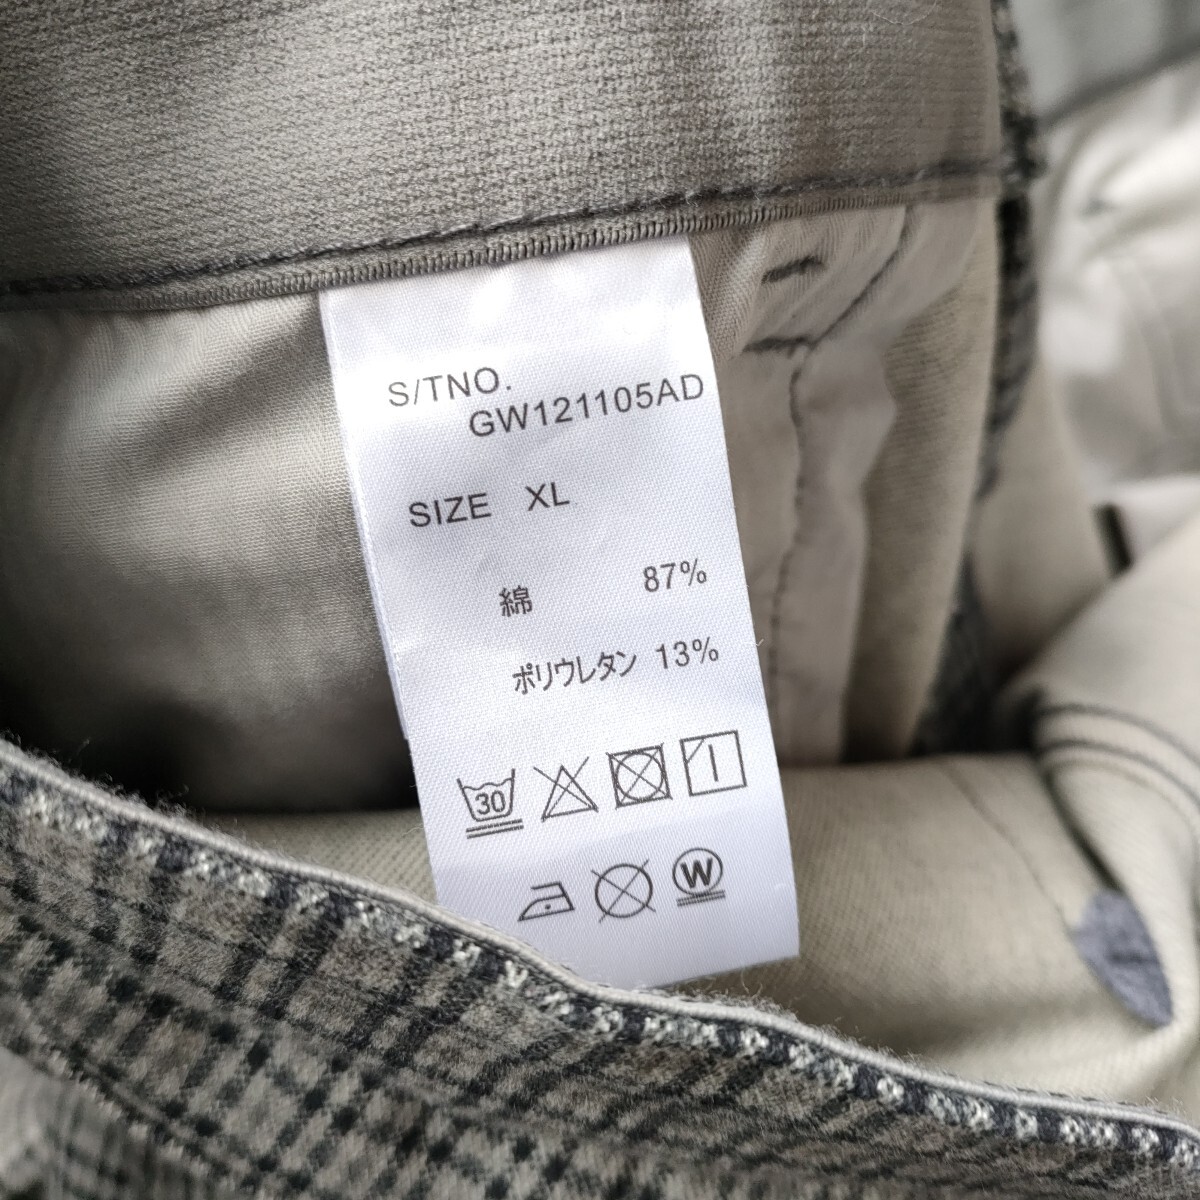 S/TNO.
GW121105AD
SIZE XL
綿 87%
ポリウレタン 13%
30
W